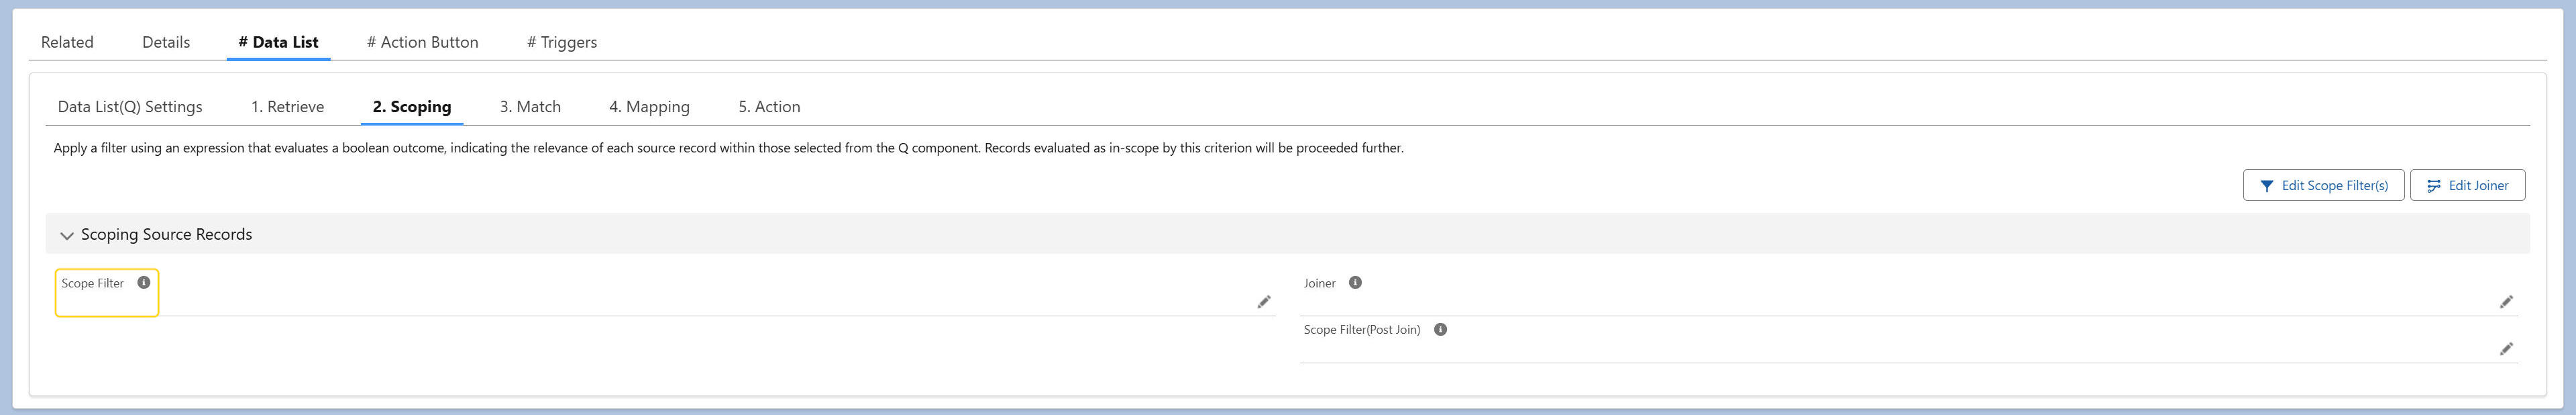 Related Details # Data List # Action Button # Triggers
Data List(Q) Settings 1. Retrieve 2. Scoping 3. Match 4. Mapping 5. Action
Apply a filter using an expression that evaluates a boolean outcome, indicating the relevance of each source record within those selected from the Q component. Records evaluated as in-scope by this criterion will be proceeded further.
Edit Scope Filter(s) Edit Joiner
Scoping Source Records
Scope Filter Joiner
Scope Filter(Post Join)